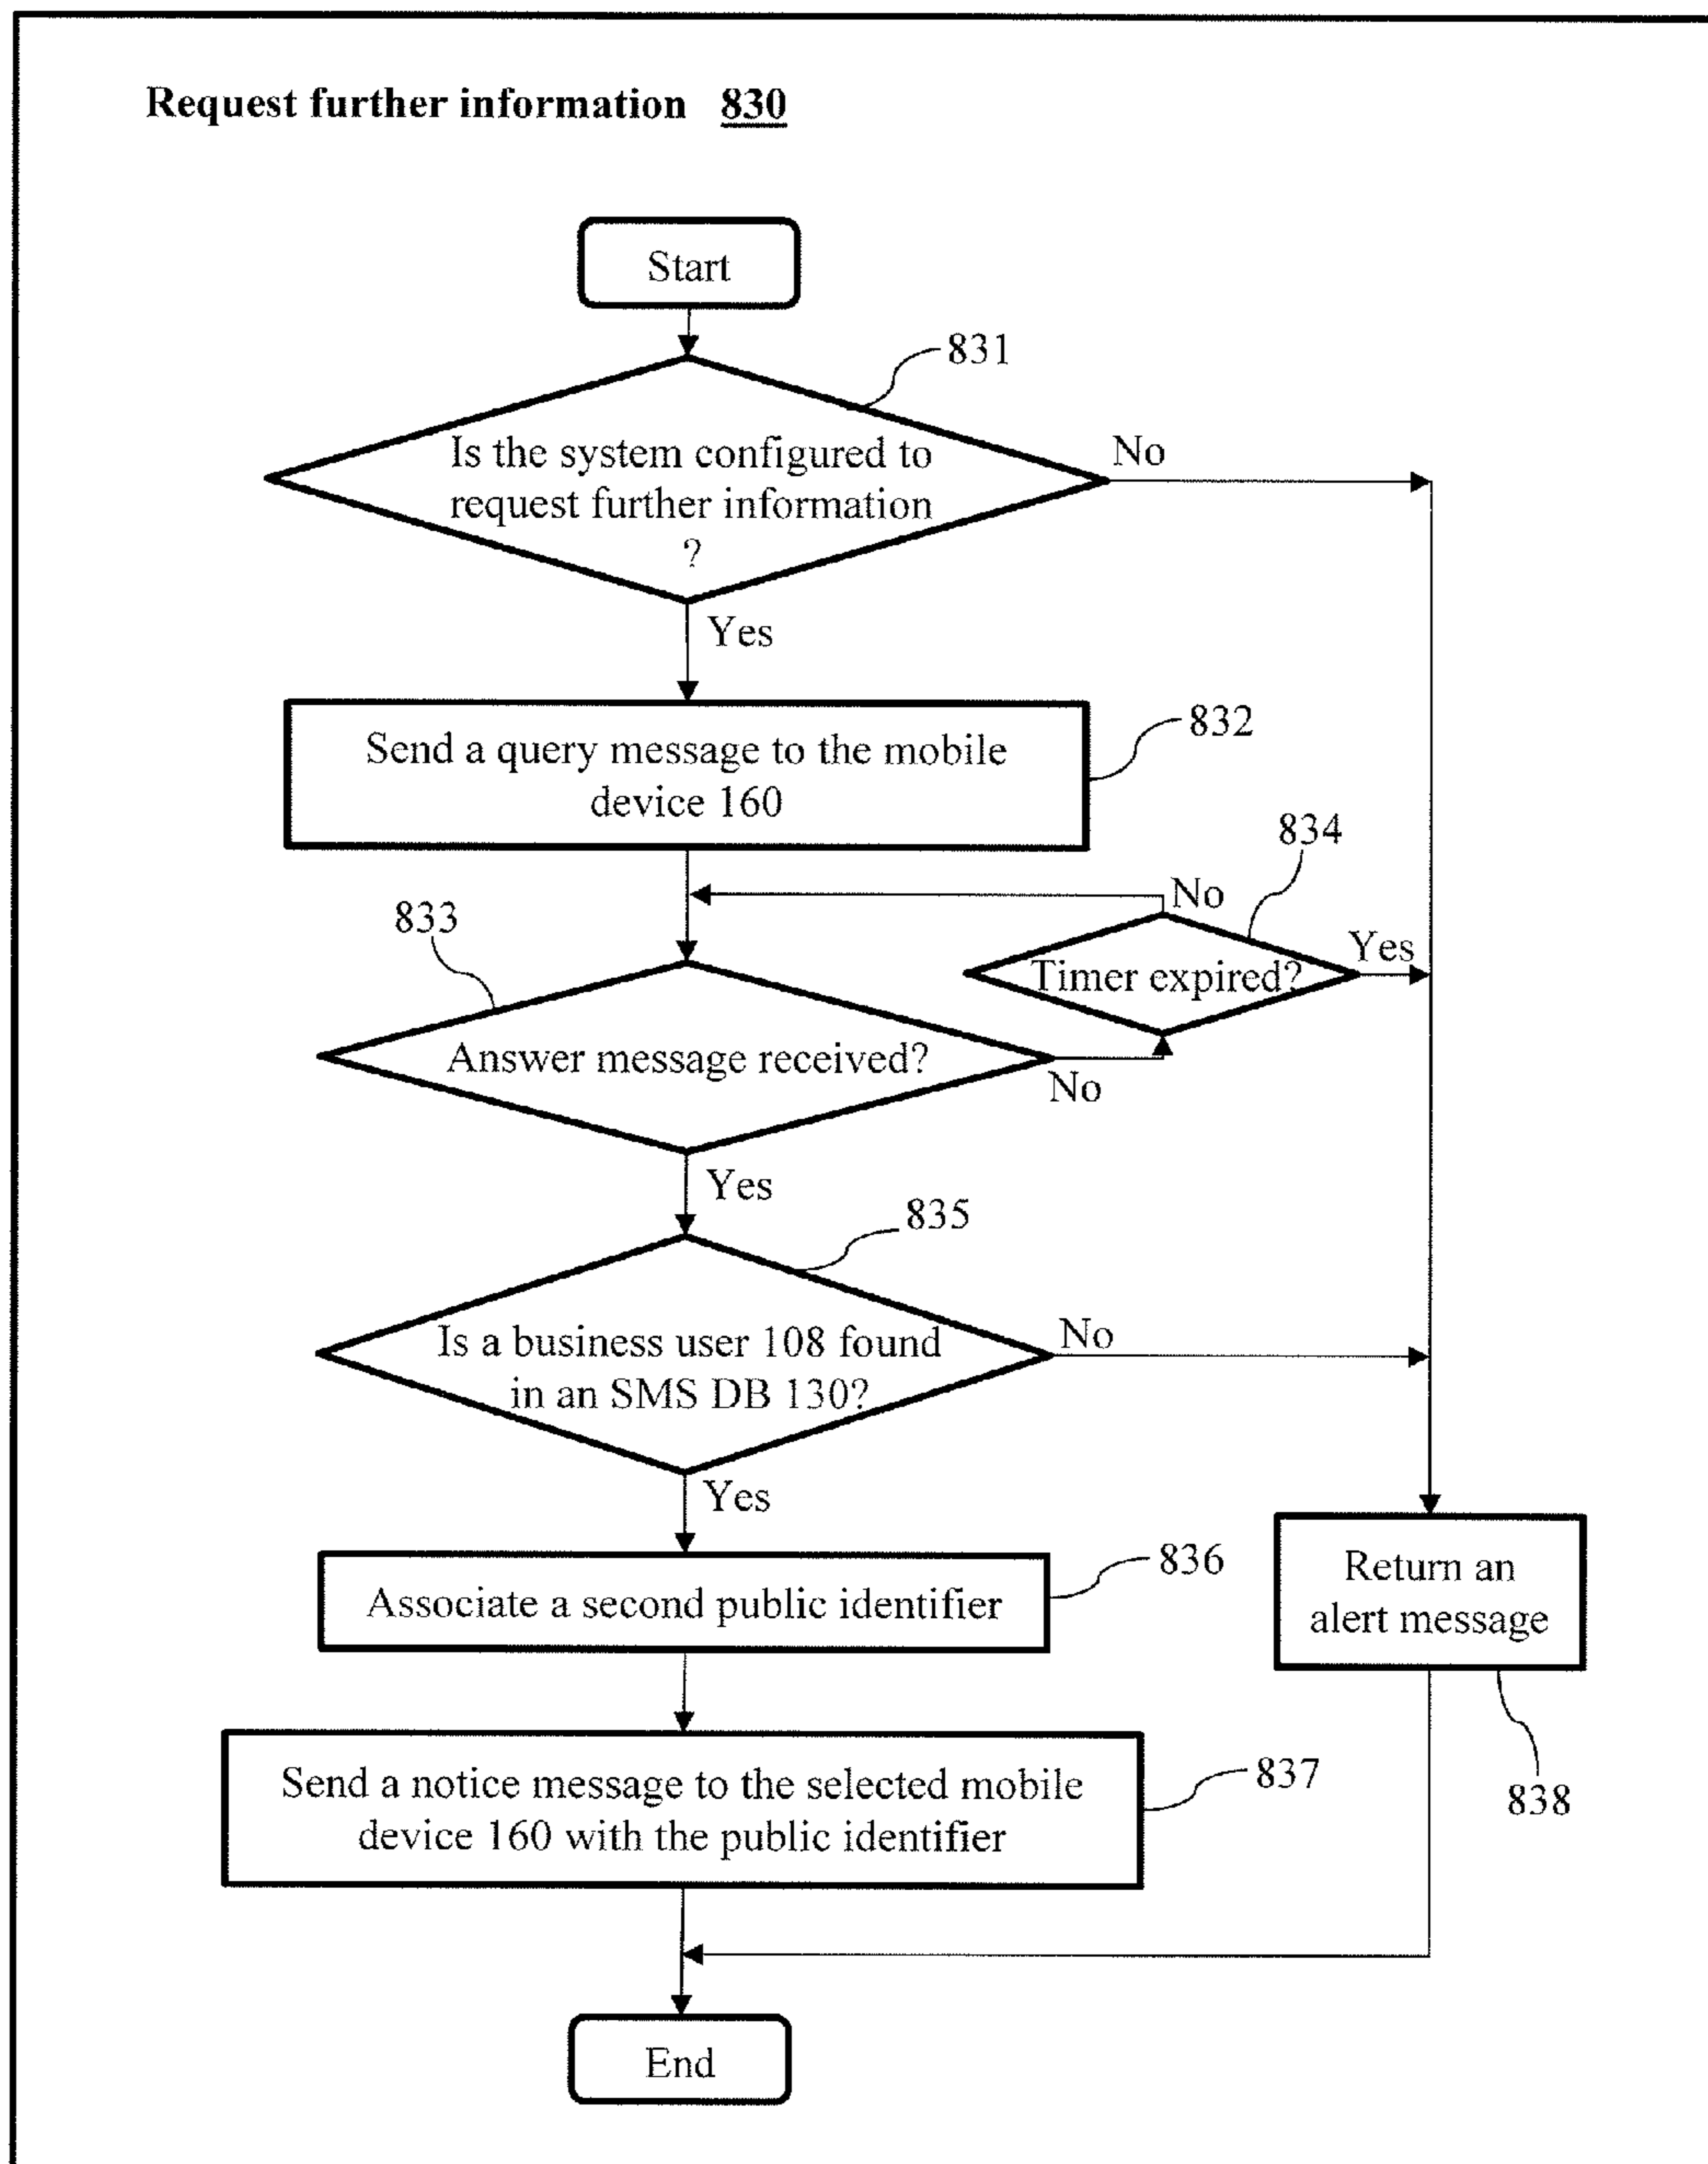 Request further information 830
Start
831
Is the system configured to
request further information
?
No
Yes
832
Send a query message to the mobile
device 160
834
No
833
Timer expired?
Yes
Answer message received?
No
Yes
835
Is a business user 108 found
in an SMS DB 130?
No
Yes
836
Associate a second public identifier
Return an
alert message
837
Send a notice message to the selected mobile
device 160 with the public identifier
838
End